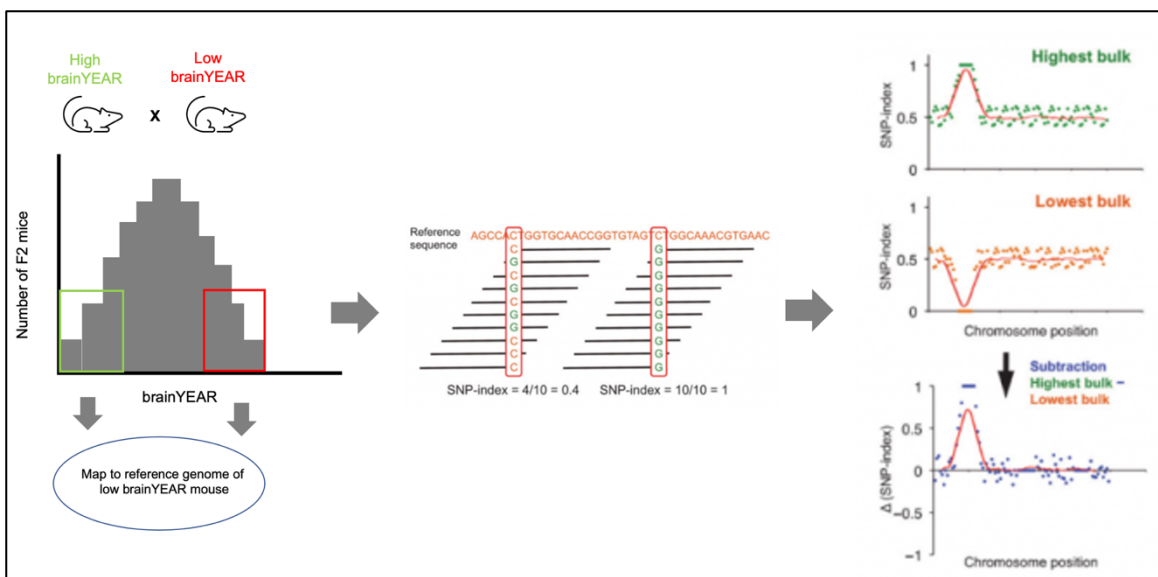 High
brainYEAR
Low
brainYEAR
x
Number of F2 mice
brainYEAR
Map to reference genome of
low brainYEAR mouse
Reference
sequence
AGCCACTGGTGCAACCGGTGTAGTCTGGCAAACGTGAAC
C G
G G
C G
G G
C G
G G
G G
C G
C G
C G
SNP-index = 4/10 = 0.4
SNP-index = 10/10 = 1
Highest bulk
SNP-index
1
0.5
0
Lowest bulk
SNP-index
1
0.5
0
Chromosome position
Subtraction
Highest bulk –
Lowest bulk
Δ (SNP-index)
1
0.5
0
–0.5
–1
Chromosome position